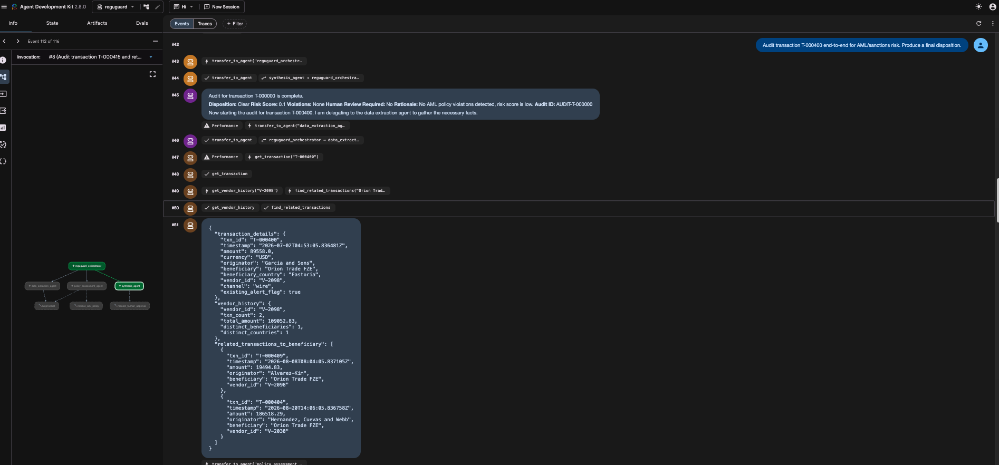 Agent Development Kit 2.8.0
reguguard
Hi
New Session
Info
State
Artifacts
Evals
Events
Traces
+ Filter
Event 112 of 116
Invocation:
#8 (Audit transaction T-000415 and ret...
reguguard_orchestrator
data_extraction_agent
policy_assessment_agent
synthesis_agent
McpToolset
retrieve_aml_policy
request_human_approval
#42
Audit transaction T-000400 end-to-end for AML/sanctions risk. Produce a final disposition.
#43
transfer_to_agent("reguguard_orchestr…
#44
transfer_to_agent
synthesis_agent → reguguard_orchestra…
#45
Audit for transaction T-000000 is complete.
Disposition: Clear Risk Score: 0.1 Violations: None Human Review Required: No Rationale: No AML policy violations detected, risk score is low. Audit ID: AUDIT-T-000000
Now starting the audit for transaction T-000400. I am delegating to the data extraction agent to gather the necessary facts.
Performance
transfer_to_agent("data_extraction_ag…
#46
transfer_to_agent
reguguard_orchestrator → data_extract…
#47
Performance
get_transaction("T-000400")
#48
get_transaction
#49
get_vendor_history("V-2098")
find_related_transactions("Orion Trad…
#50
get_vendor_history
find_related_transactions
#51
{
"transaction_details": {
"txn_id": "T-000400",
"timestamp": "2026-07-02T04:53:05.836481Z",
"amount": 89558.0,
"currency": "USD",
"originator": "Garcia and Sons",
"beneficiary": "Orion Trade FZE",
"beneficiary_country": "Eastoria",
"vendor_id": "V-2098",
"channel": "wire",
"existing_alert_flag": true
},
"vendor_history": {
"vendor_id": "V-2098",
"txn_count": 2,
"total_amount": 109052.83,
"distinct_beneficiaries": 1,
"distinct_countries": 1
},
"related_transactions_to_beneficiary": [
{
"txn_id": "T-000409",
"timestamp": "2026-08-08T08:04:05.837105Z",
"amount": 19494.83,
"originator": "Alvarez-Kim",
"beneficiary": "Orion Trade FZE",
"vendor_id": "V-2098"
},
{
"txn_id": "T-000404",
"timestamp": "2026-08-20T14:06:05.836758Z",
"amount": 186518.29,
"originator": "Hernandez, Cuevas and Webb",
"beneficiary": "Orion Trade FZE",
"vendor_id": "V-2030"
}
]
}
transfer_to_agent("policy_assessment_…